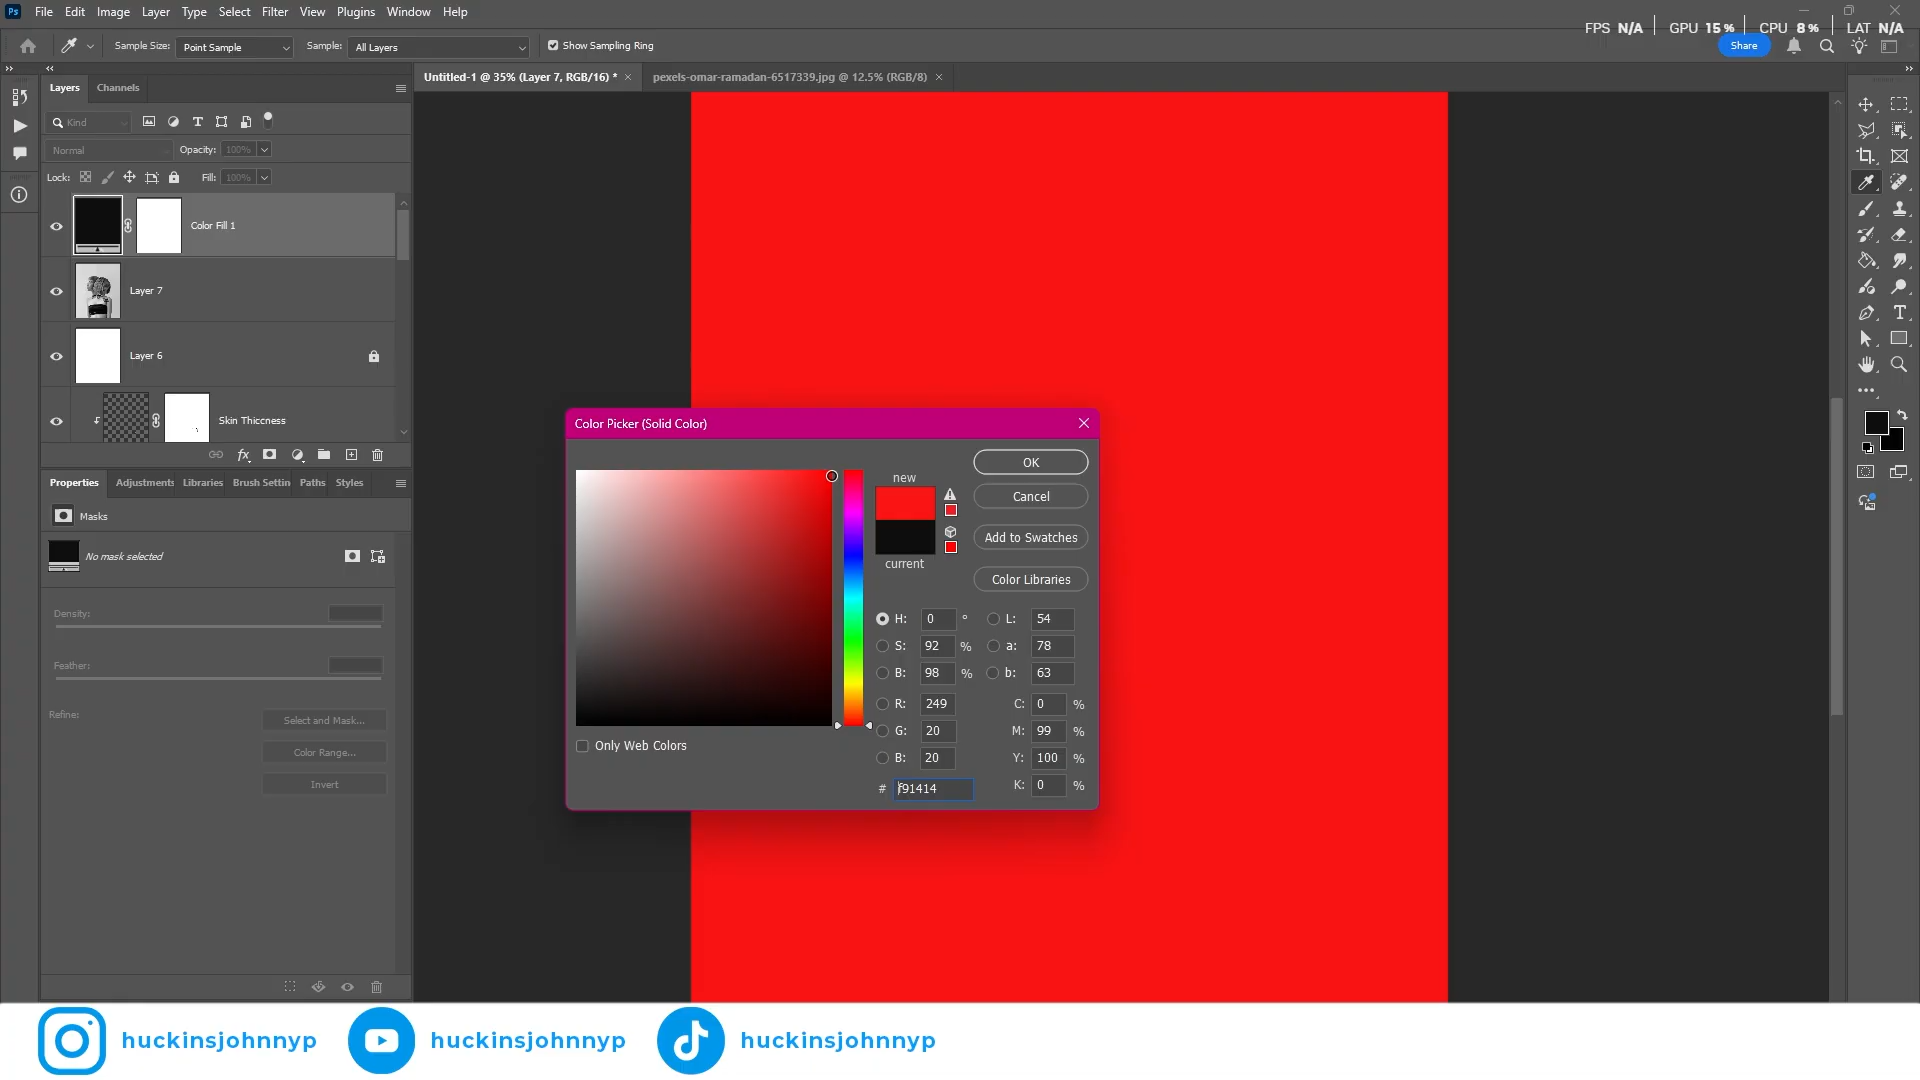 Ps File Edit Image Layer Type Select Filter View Plugins Window Help
FPS N/A GPU 15 % CPU 8 % LAT N/A
Sample Size: Point Sample Sample: All Layers Show Sampling Ring Share
Untitled-1 @ 35% (Layer 7, RGB/16) * pexels-omar-ramadan-6517339.jpg @ 12.5% (RGB/8)
Layers Channels
Kind
Normal Opacity: 100%
Lock: Fill: 100%
Color Fill 1
Layer 7
Layer 6
Skin Thiccness
fx
Properties Adjustments Libraries Brush Settin Paths Styles
Masks
No mask selected
Density:
Feather:
Refine: Select and Mask...
Color Range...
Invert
Color Picker (Solid Color)
new
current
OK
Cancel
Add to Swatches
Color Libraries
H: 0 ° L: 54
S: 92 % a: 78
B: 98 % b: 63
R: 249 C: 0 %
G: 20 M: 99 %
B: 20 Y: 100 %
# f91414 K: 0 %
Only Web Colors
huckinsjohnnyp huckinsjohnnyp huckinsjohnnyp